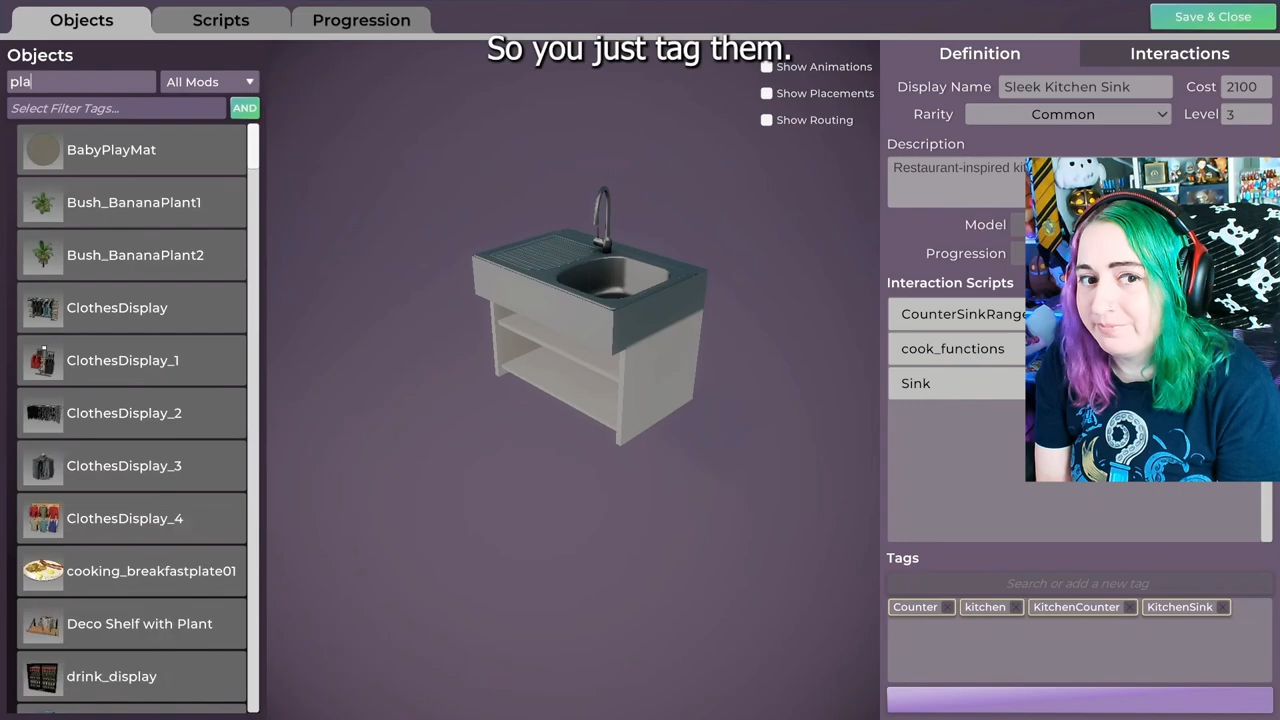 Objects
Scripts
Progression
Save & Close
So you just tag them.
Objects
pla
All Mods
Select Filter Tags...
AND
BabyPlayMat
Bush_BananaPlant1
Bush_BananaPlant2
ClothesDisplay
ClothesDisplay_1
ClothesDisplay_2
ClothesDisplay_3
ClothesDisplay_4
cooking_breakfastplate01
Deco Shelf with Plant
drink_display
Show Animations
Show Placements
Show Routing
Definition
Interactions
Display Name
Sleek Kitchen Sink
Cost
2100
Rarity
Common
Level
3
Description
Restaurant-inspired
Model
Progression
Interaction Scripts
CounterSinkRange
cook_functions
Sink
Tags
Search or add a new tag
Counter
kitchen
KitchenCounter
KitchenSink